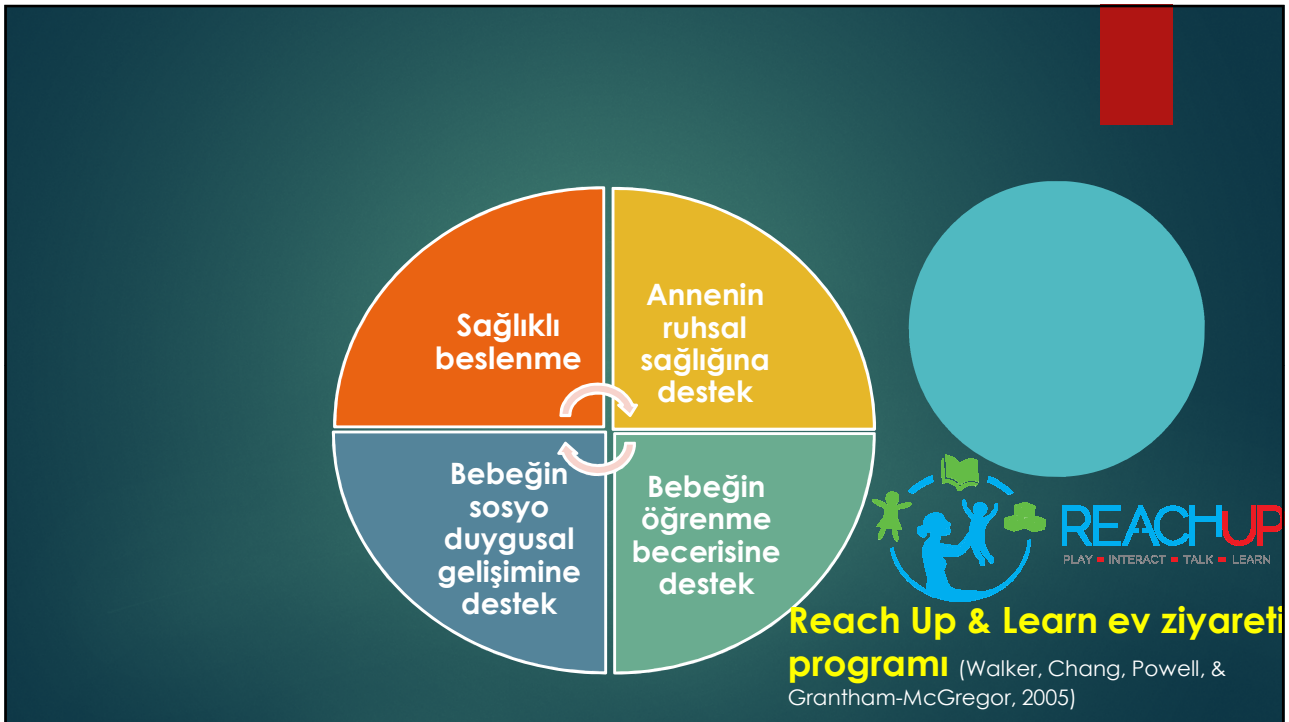 Sağlıklı
beslenme
Annenin
ruhsal
sağlığına
destek
Bebeğin
sosyo
duygusal
gelişimine
destek
Bebeğin
öğrenme
becerisine
destek
REACHUP
PLAY INTERACT TALK LEARN
Reach Up & Learn ev ziyareti
programı (Walker, Chang, Powell, &
Grantham-McGregor, 2005)